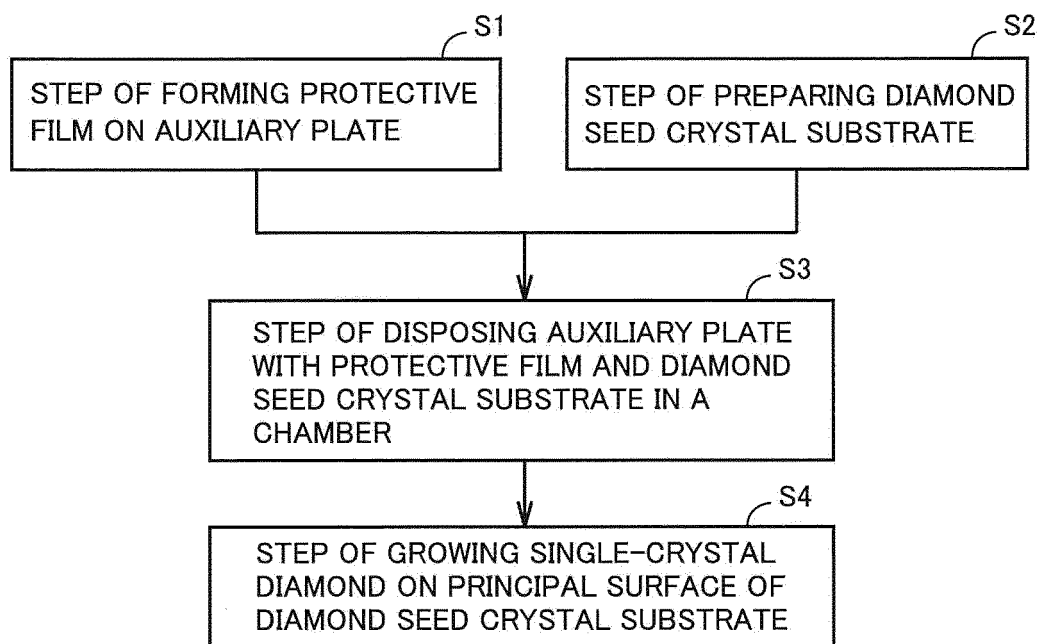 S1
STEP OF FORMING PROTECTIVE
FILM ON AUXILIARY PLATE
S2
STEP OF PREPARING DIAMOND
SEED CRYSTAL SUBSTRATE
S3
STEP OF DISPOSING AUXILIARY PLATE
WITH PROTECTIVE FILM AND DIAMOND
SEED CRYSTAL SUBSTRATE IN A
CHAMBER
S4
STEP OF GROWING SINGLE-CRYSTAL
DIAMOND ON PRINCIPAL SURFACE OF
DIAMOND SEED CRYSTAL SUBSTRATE